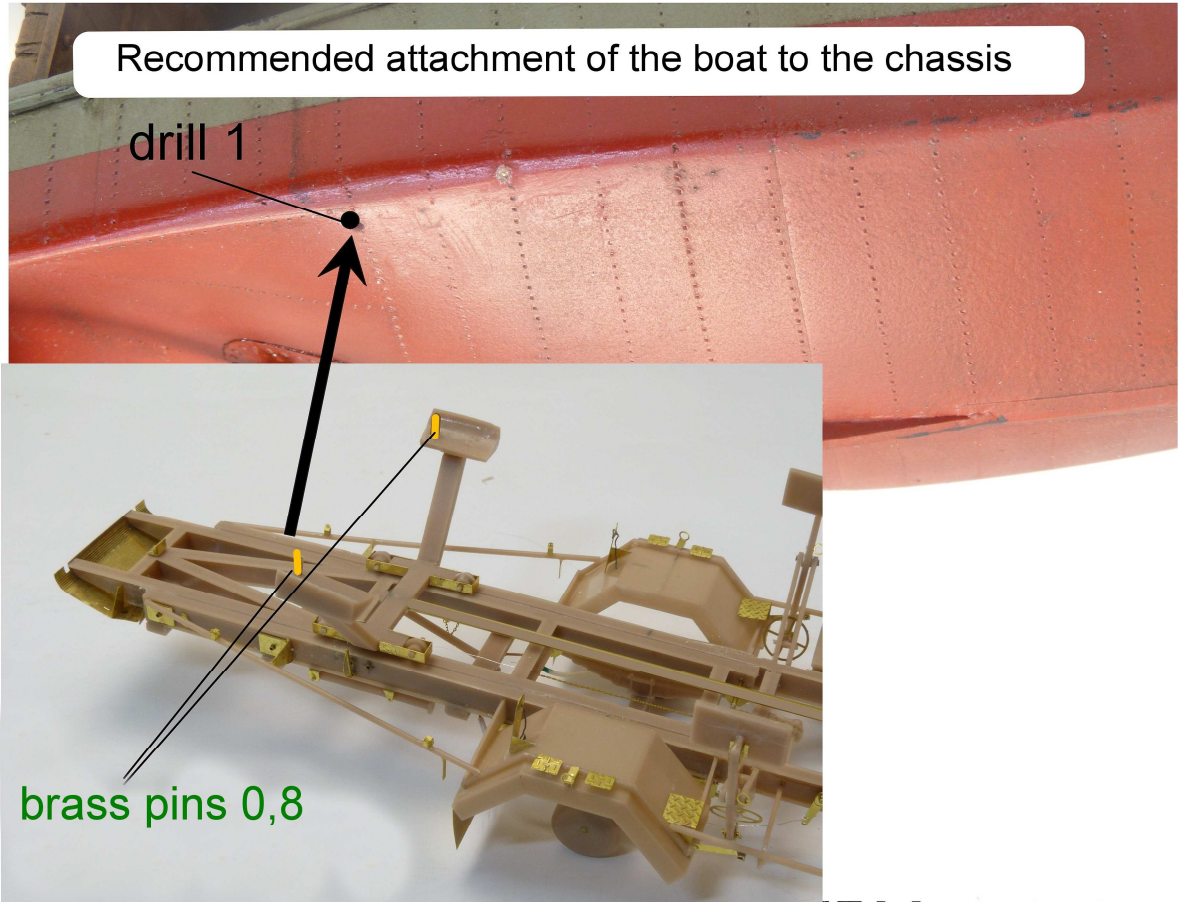 Recommended attachment of the boat to the chassis
drill 1
brass pins 0,8